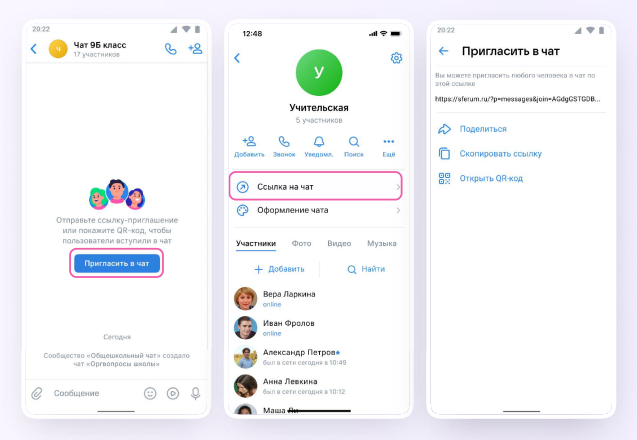 20:22
Чат 9Б класс
17 участников
Отправьте ссылку-приглашение
или покажите QR-код, чтобы
пользователи вступили в чат
Пригласить в чат
Сегодня
Сообщество «Общешкольный чат» создало
чат «Оргвопросы школы»
Сообщение
12:48
У
Учительская
5 участников
Добавить Звонок Уведомл. Поиск Ещё
Ссылка на чат
Оформление чата
Участники Фото Видео Музыка
Добавить Найти
Вера Ларкина
online
Иван Фролов
online
Александр Петров
был в сети сегодня в 10:49
Анна Левкина
был в сети сегодня в 10:12
Маша
20:22
Пригласить в чат
Вы можете пригласить любого человека в чат по
этой ссылке
https://sferum.ru/?p=messages&join=AGdgGSTGDB...
Поделиться
Скопировать ссылку
Открыть QR-код